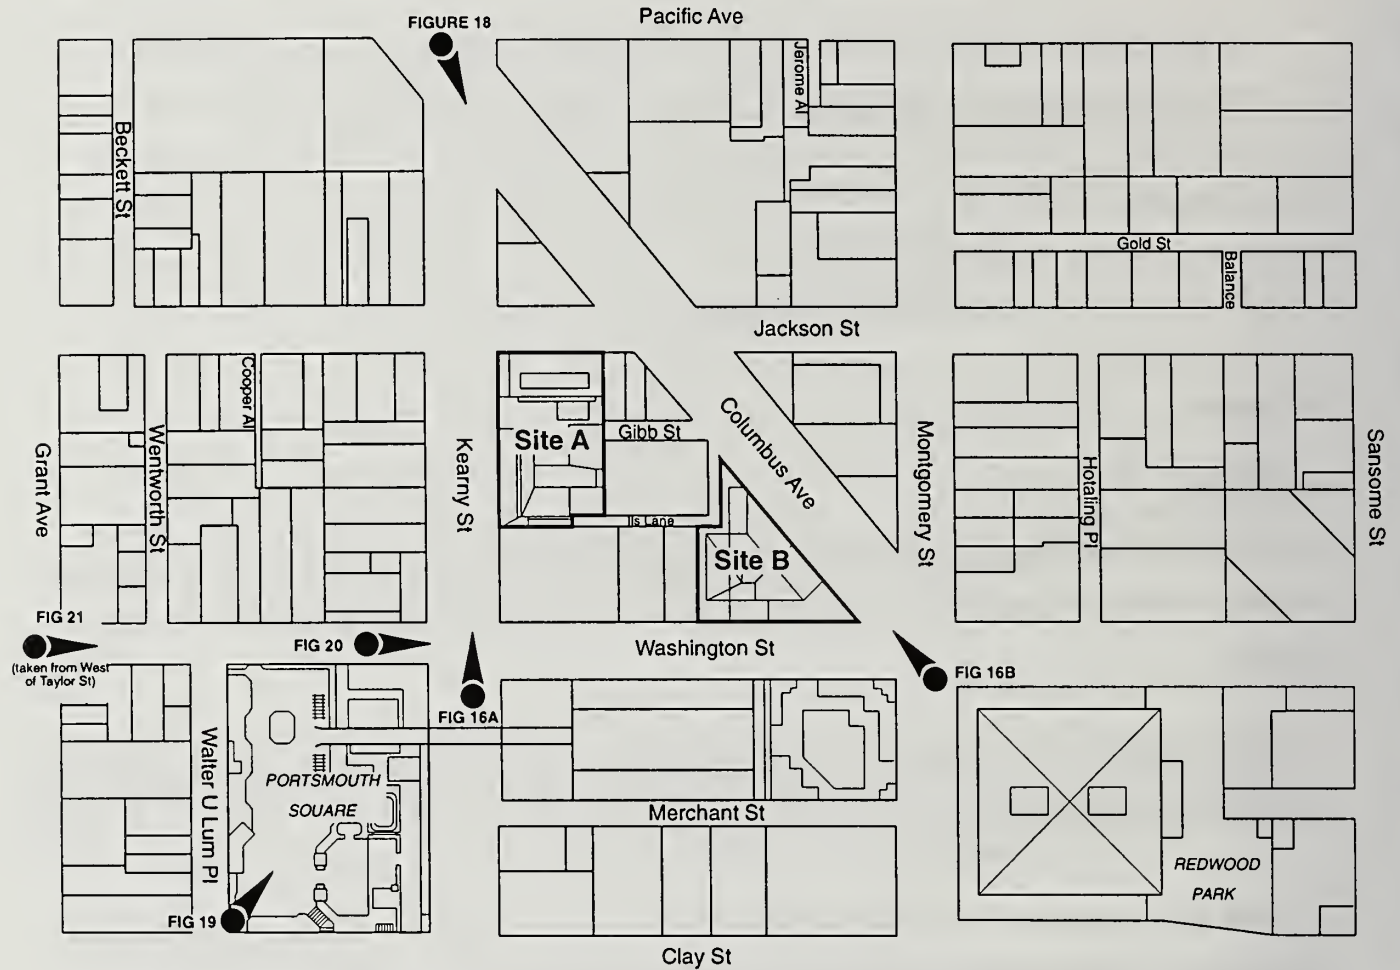 Pacific Ave
FIGURE 18
Jerome Al
Beckett St
Gold St
Balance
Jackson St
Cooper Al
Columbus Ave
Site A
Gibb St
Grant Ave
Wentworth St
Kearny St
Montgomery St
Hotaling Pl
Sansome St
Ils Lane
Site B
FIG 21
(taken from West
of Taylor St)
FIG 20
Washington St
FIG 16B
FIG 16A
Walter U Lum Pl
PORTSMOUTH
SQUARE
Merchant St
REDWOOD
PARK
FIG 19
Clay St